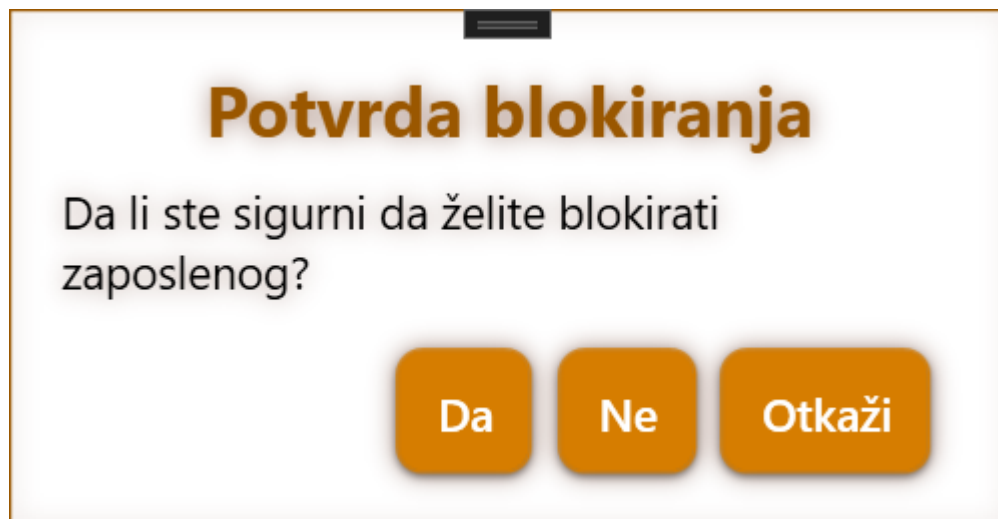 Potvrda blokiranja
Da li ste sigurni da želite blokirati
zaposlenog?
Da Ne Otkaži